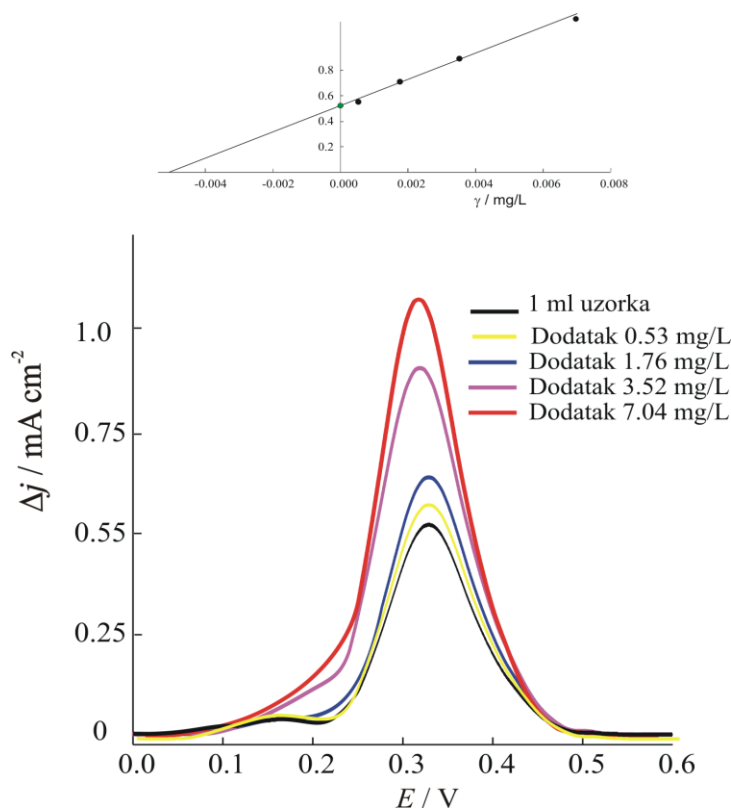 0.8
0.6
0.4
0.2
-0.004 -0.002 0.000 0.002 0.004 0.006 0.008
γ / mg/L
1 ml uzorka
Dodatak 0.53 mg/L
Dodatak 1.76 mg/L
Dodatak 3.52 mg/L
Dodatak 7.04 mg/L
1.0
0.75
0.55
0.25
0
Δj / mA cm⁻²
0.0 0.1 0.2 0.3 0.4 0.5 0.6
E / V